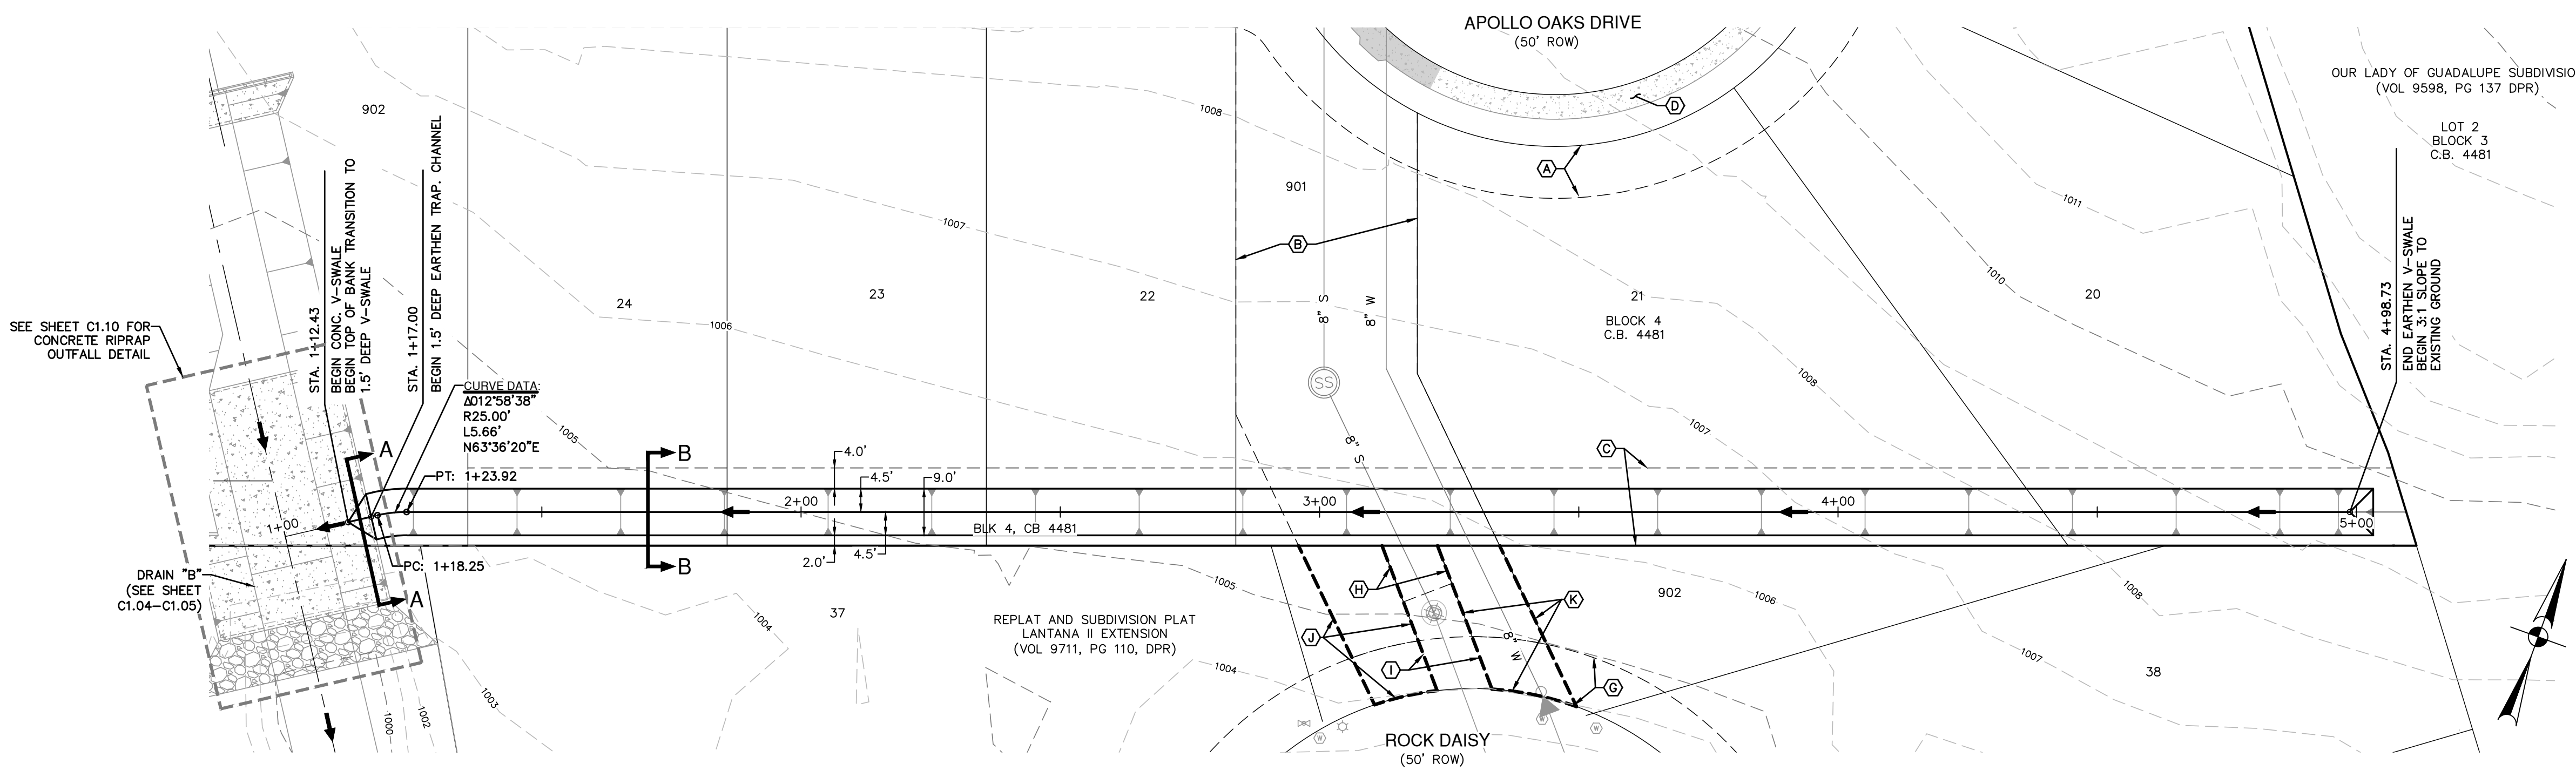 APOLLO OAKS DRIVE
(50' ROW)
OUR LADY OF GUADALUPE SUBDIVISIO
(VOL 9598, PG 137 DPR)
LOT 2
BLOCK 3
C.B. 4481
902
1008
D
A
901
B
1007
1011
1010
24
23
22
21
20
BLOCK 4
C.B. 4481
8" S
8" W
SS
8" S
1006
1008
1007
1005
SEE SHEET C1.10 FOR
CONCRETE RIPRAP
OUTFALL DETAIL
STA. 1+12.43
BEGIN CONC. V-SWALE
BEGIN TOP OF BANK TRANSITION TO
1.5' DEEP V-SWALE
STA. 1+17.00
BEGIN 1.5' DEEP EARTHEN TRAP. CHANNEL
CURVE DATA:
Δ012°58'38"
R25.00'
L5.66'
N63°36'20"E
STA. 4+98.73
END EARTHEN V-SWALE
BEGIN 3:1 SLOPE TO
EXISTING GROUND
A
B
4.0'
4.5'
9.0'
C
PT: 1+23.92
1+00
2+00
3+00
4+00
5+00
BLK 4, CB 4481
2.0'
4.5'
PC: 1+18.25
B
A
DRAIN "B"
(SEE SHEET
C1.04-C1.05)
37
1004
1005
H
K
902
1006
1008
REPLAT AND SUBDIVISION PLAT
LANTANA II EXTENSION
(VOL 9711, PG 110, DPR)
J
8" W
1007
1004
I
G
38
1003
1002
1000
W
W
W
ROCK DAISY
(50' ROW)